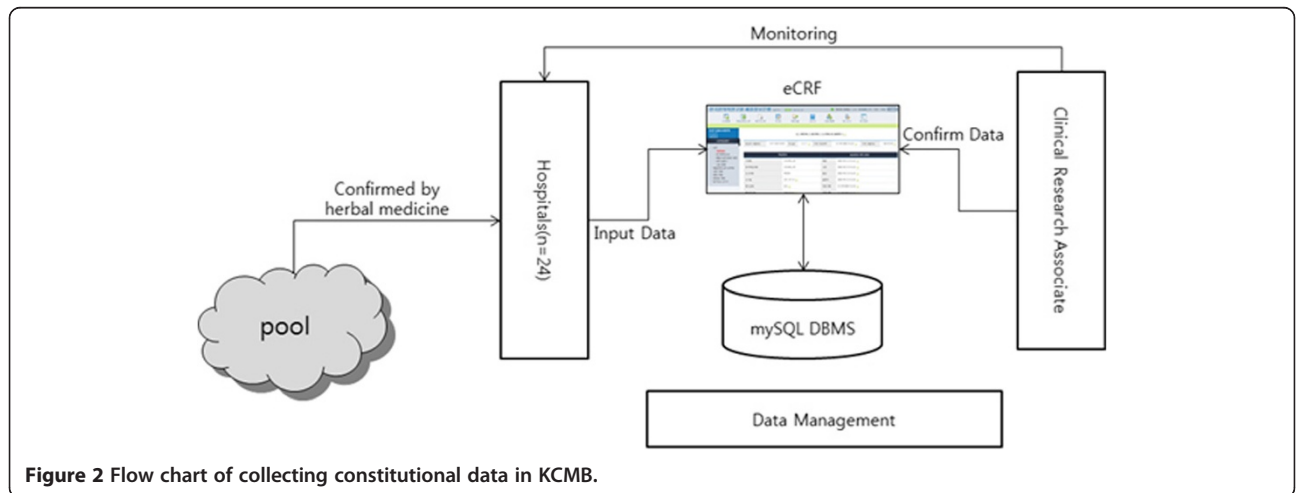 Monitoring
eCRF
Confirm Data
Clinical Research Associate
Hospitals(n=24)
Confirmed by
herbal medicine
Input Data
pool
mySQL DBMS
Data Management
Figure 2 Flow chart of collecting constitutional data in KCMB.